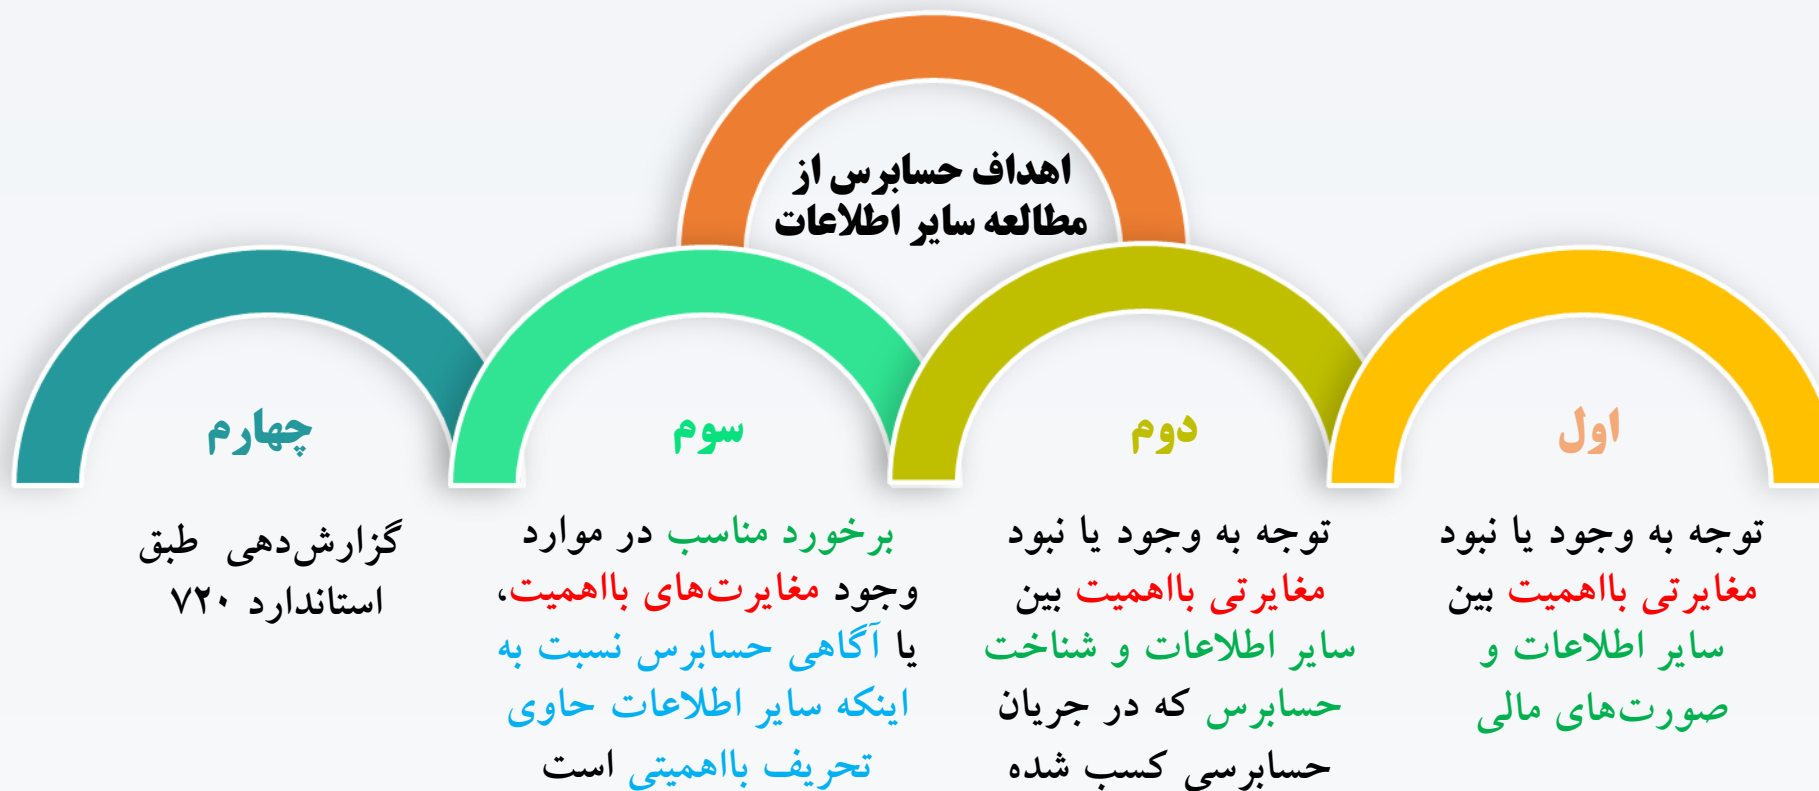 اهداف حسابرس از
مطالعه سایر اطلاعات
اول
توجه به وجود یا نبود
مغایرتی بااهمیت بین
سایر اطلاعات و
صورت‌های مالی
دوم
توجه به وجود یا نبود
مغایرتی بااهمیت بین
سایر اطلاعات و شناخت
حسابرس که در جریان
حسابرسی کسب شده
سوم
برخورد مناسب در موارد
وجود مغایرت‌های بااهمیت،
یا آگاهی حسابرس نسبت به
اینکه سایر اطلاعات حاوی
تحریف بااهمیتی است
چهارم
گزارش‌دهی طبق
استاندارد ۷۲۰